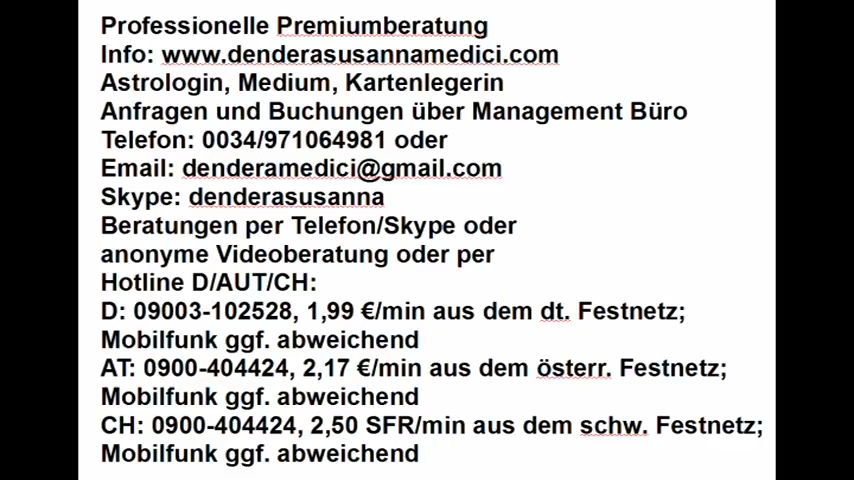 Professionelle Premiumberatung
Info: www.denderasusannamedici.com
Astrologin, Medium, Kartenlegerin
Anfragen und Buchungen über Management Büro
Telefon: 0034/971064981 oder
Email: denderamedici@gmail.com
Skype: denderasusanna
Beratungen per Telefon/Skype oder
anonyme Videoberatung oder per
Hotline D/AUT/CH:
D: 09003-102528, 1,99 €/min aus dem dt. Festnetz;
Mobilfunk ggf. abweichend
AT: 0900-404424, 2,17 €/min aus dem österr. Festnetz;
Mobilfunk ggf. abweichend
CH: 0900-404424, 2,50 SFR/min aus dem schw. Festnetz;
Mobilfunk ggf. abweichend